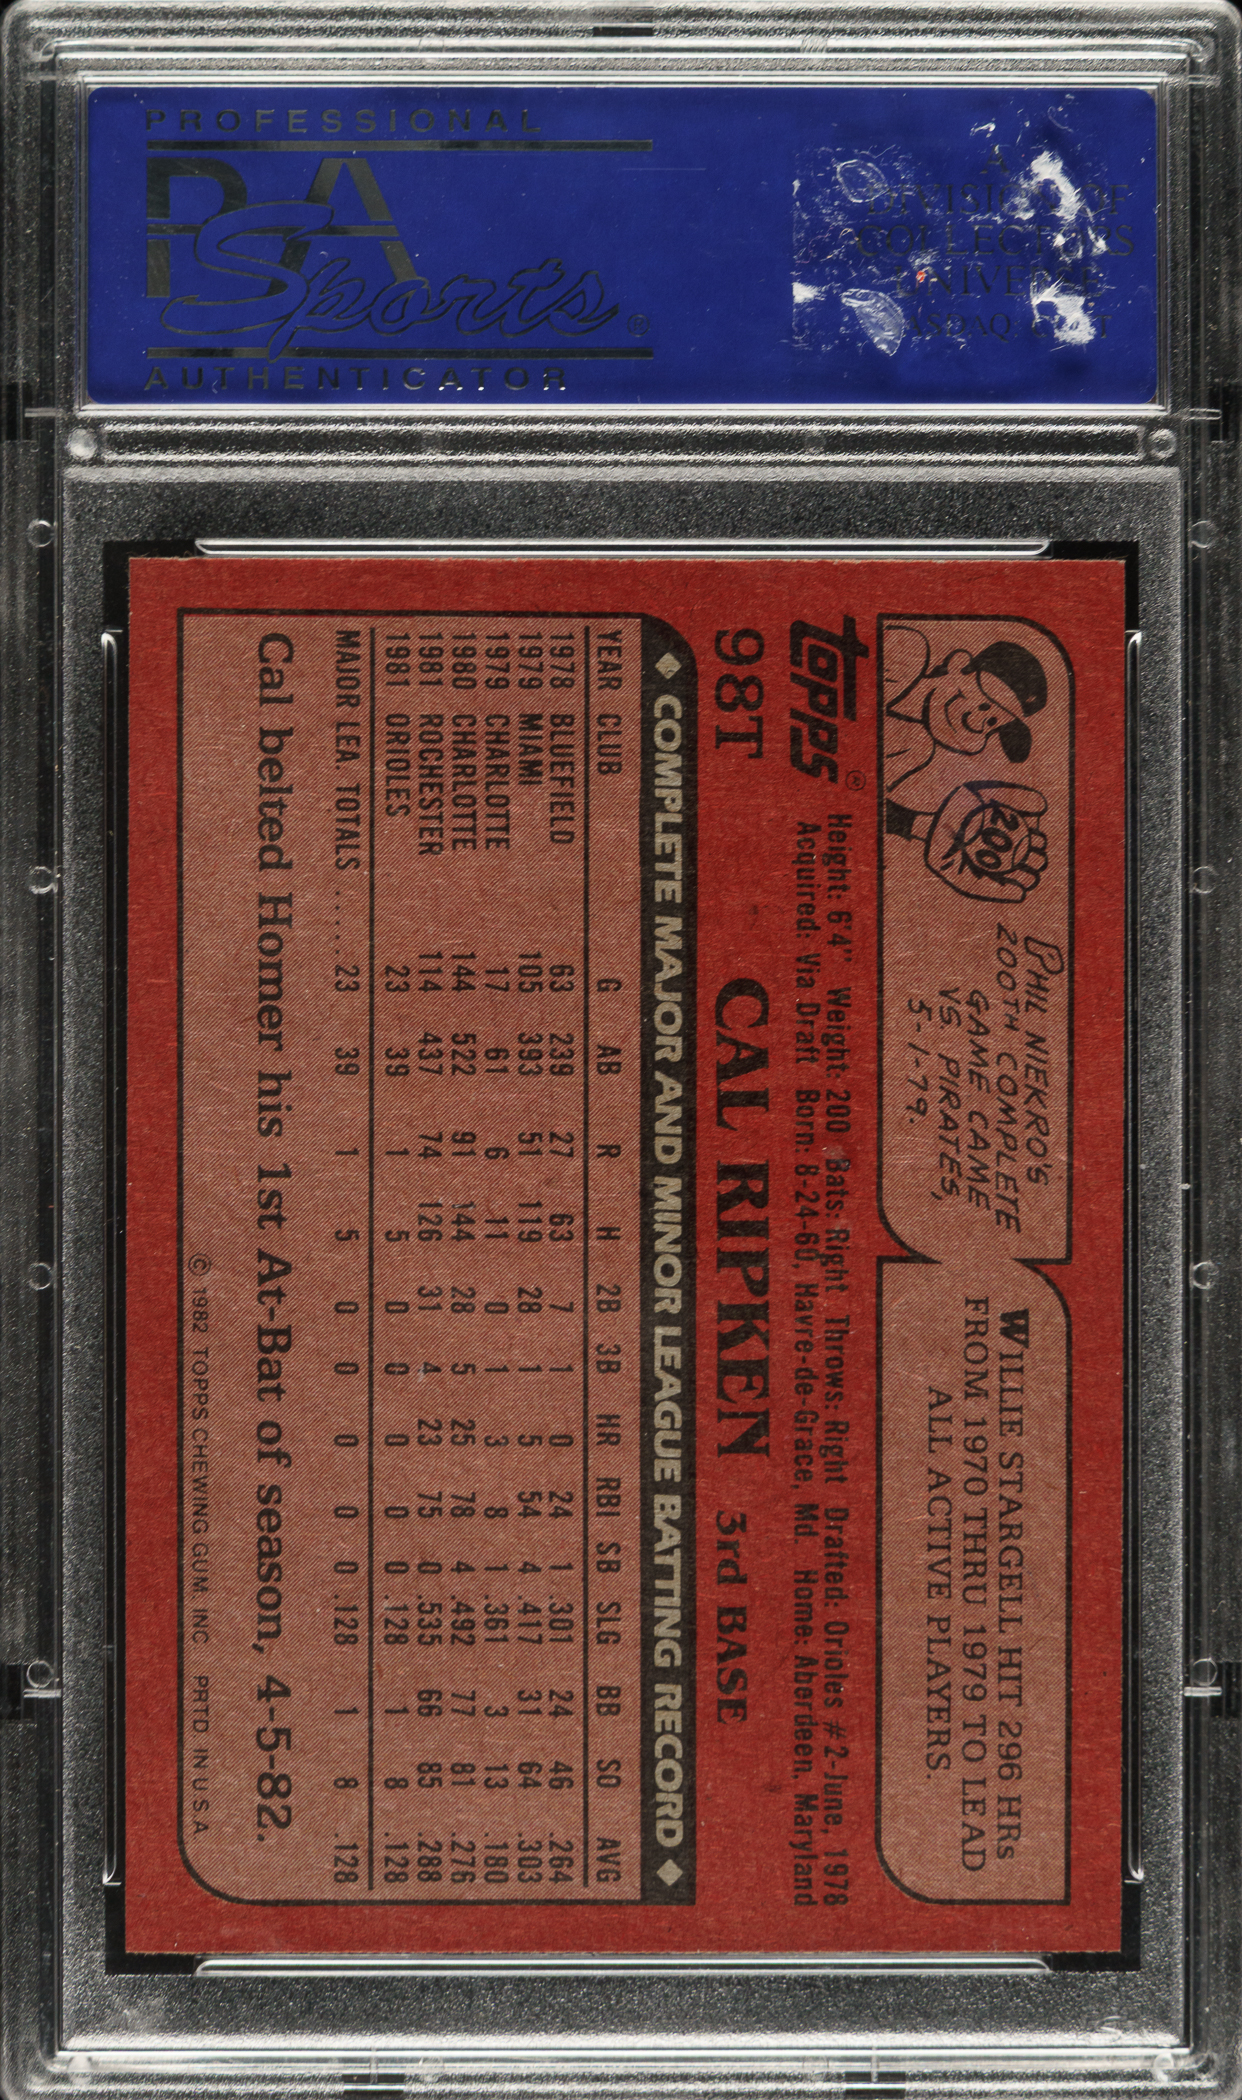 PROFESSIONAL
PSA
Sports®
AUTHENTICATOR
A
DIVISION OF
COLLECTORS
UNIVERSE
PHIL NIEKRO'S
200TH COMPLETE
GAME CAME
VS. PIRATES,
5-1-79.
200
WILLIE STARGELL HIT 296 HRs
FROM 1970 THRU 1979 TO LEAD
ALL ACTIVE PLAYERS.
TOPPS®
Height: 6'4" Weight: 200 Bats: Right Throws: Right Drafted: Orioles #2-June, 1978
Acquired: Via Draft Born: 8-24-60, Havre-de-Grace, Md. Home: Aberdeen, Maryland
98T CAL RIPKEN 3rd BASE
◆ COMPLETE MAJOR AND MINOR LEAGUE BATTING RECORD ◆
YEAR CLUB G AB R H 2B 3B HR RBI SB SLG BB SO AVG
1978 BLUEFIELD 63 239 27 63 7 1 0 24 1 .301 24 46 .264
1979 MIAMI 105 393 51 119 28 1 5 54 4 .417 31 64 .303
1979 CHARLOTTE 17 61 6 11 0 1 3 8 1 .361 3 13 .180
1980 CHARLOTTE 144 522 91 144 28 5 25 78 4 .492 77 81 .276
1981 ROCHESTER 114 437 74 126 31 4 23 75 0 .535 66 85 .288
1981 ORIOLES 23 39 1 5 0 0 0 0 0 .128 1 8 .128
MAJOR LEA. TOTALS ...... 23 39 1 5 0 0 0 0 0 .128 1 8 .128
Cal belted Homer his 1st At-Bat of season, 4-5-82.
© 1982 TOPPS CHEWING GUM, INC. PRTD. IN U.S.A.